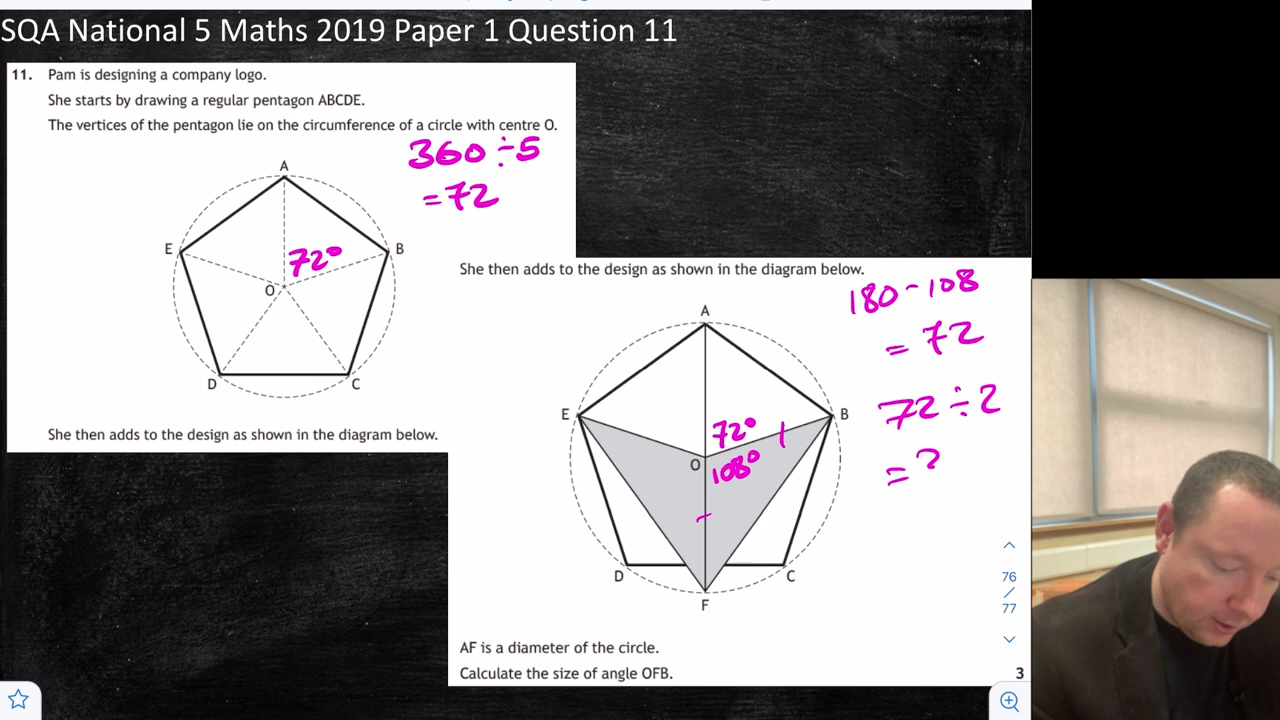 SQA National 5 Maths 2019 Paper 1 Question 11
11. Pam is designing a company logo.
She starts by drawing a regular pentagon ABCDE.
The vertices of the pentagon lie on the circumference of a circle with centre O.
360 ÷ 5
= 72
A
E
B
72°
O
D
C
She then adds to the design as shown in the diagram below.
She then adds to the design as shown in the diagram below.
180 - 108
= 72
72 ÷ 2
= 3
A
E
B
72°
O
108°
D
C
F
76
/
77
AF is a diameter of the circle.
Calculate the size of angle OFB.
3